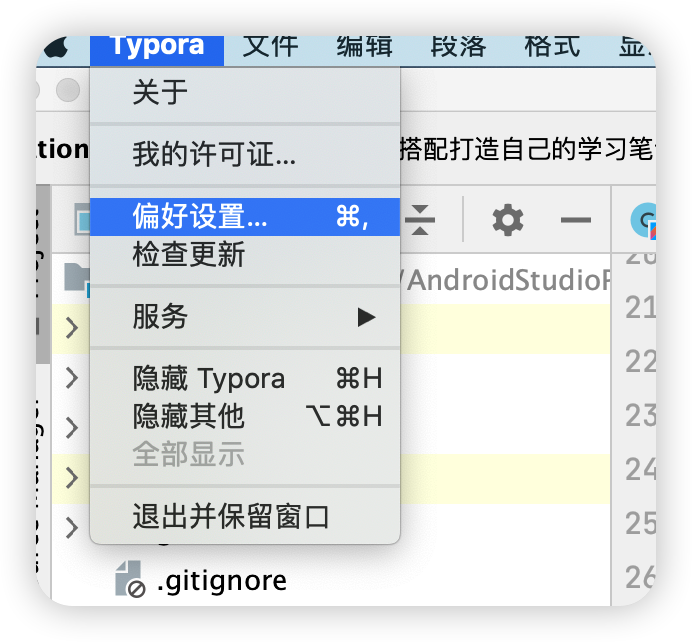 Typora 文件 编辑 段落 格式
关于
我的许可证...
搭配打造自己的学习笔
偏好设置... ⌘,
检查更新
/AndroidStudioP
服务 ▶
隐藏 Typora ⌘H
隐藏其他 ⌥⌘H
全部显示
退出并保留窗口
.gitignore
20
21
22
23
24
25
26